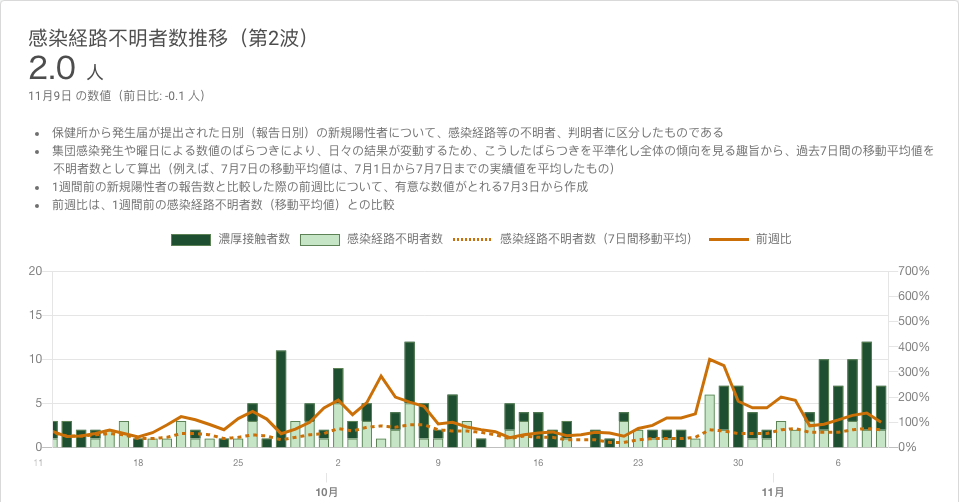 感染経路不明者数推移（第2波）
2.0 人
11月9日 の数値（前日比: -0.1 人）
• 保健所から発生届が提出された日別（報告日別）の新規陽性者について、感染経路等の不明者、判明者に区分したものである
• 集団感染発生や曜日による数値のばらつきにより、日々の結果が変動するため、こうしたばらつきを平準化し全体の傾向を見る趣旨から、過去7日間の移動平均値を
不明者数として算出（例えば、7月7日の移動平均値は、7月1日から7月7日までの実績値を平均したもの）
• 1週間前の新規陽性者の報告数と比較した際の前週比について、有意な数値がとれる7月3日から作成
• 前週比は、1週間前の感染経路不明者数（移動平均値）との比較
濃厚接触者数 感染経路不明者数 感染経路不明者数（7日間移動平均） 前週比
20 700%
600%
15 500%
10 400%
300%
5 200%
100%
0 0%
11 18 25 2 9 16 23 30 6
10月 11月